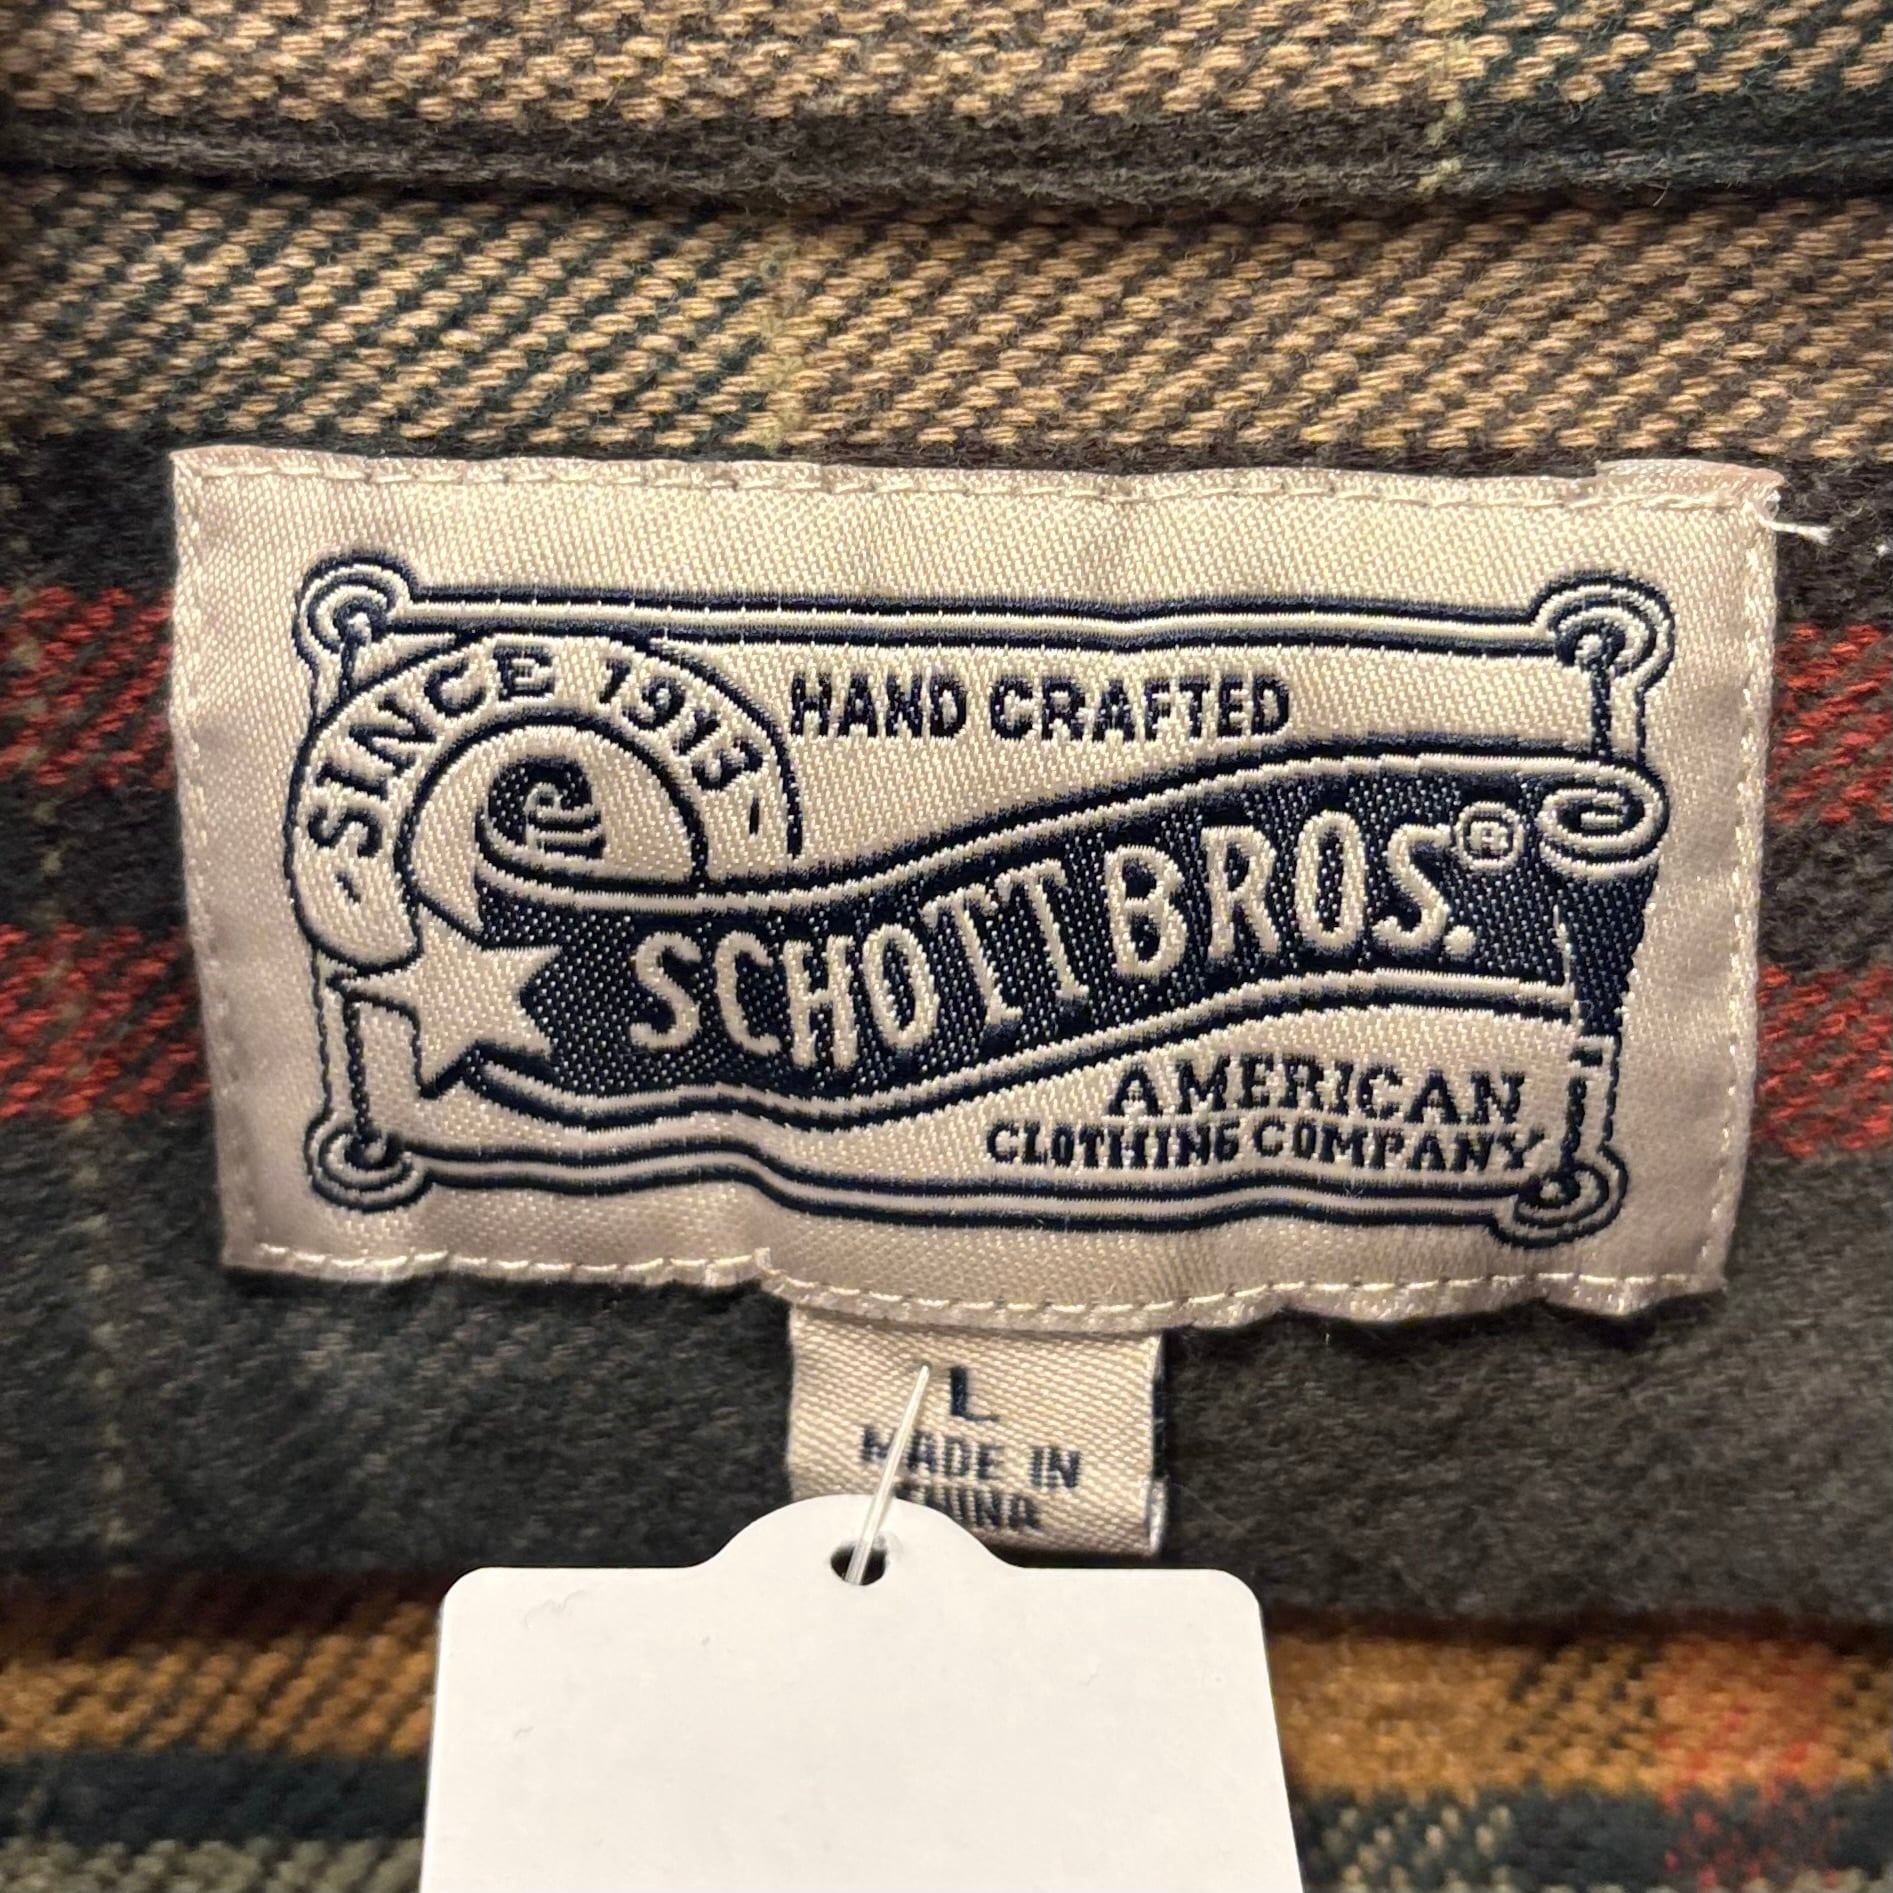 -SINCE 1913-
HAND CRAFTED
SCHOTT BROS.®
AMERICAN
CLOTHING COMPANY
L
MADE IN
CHINA